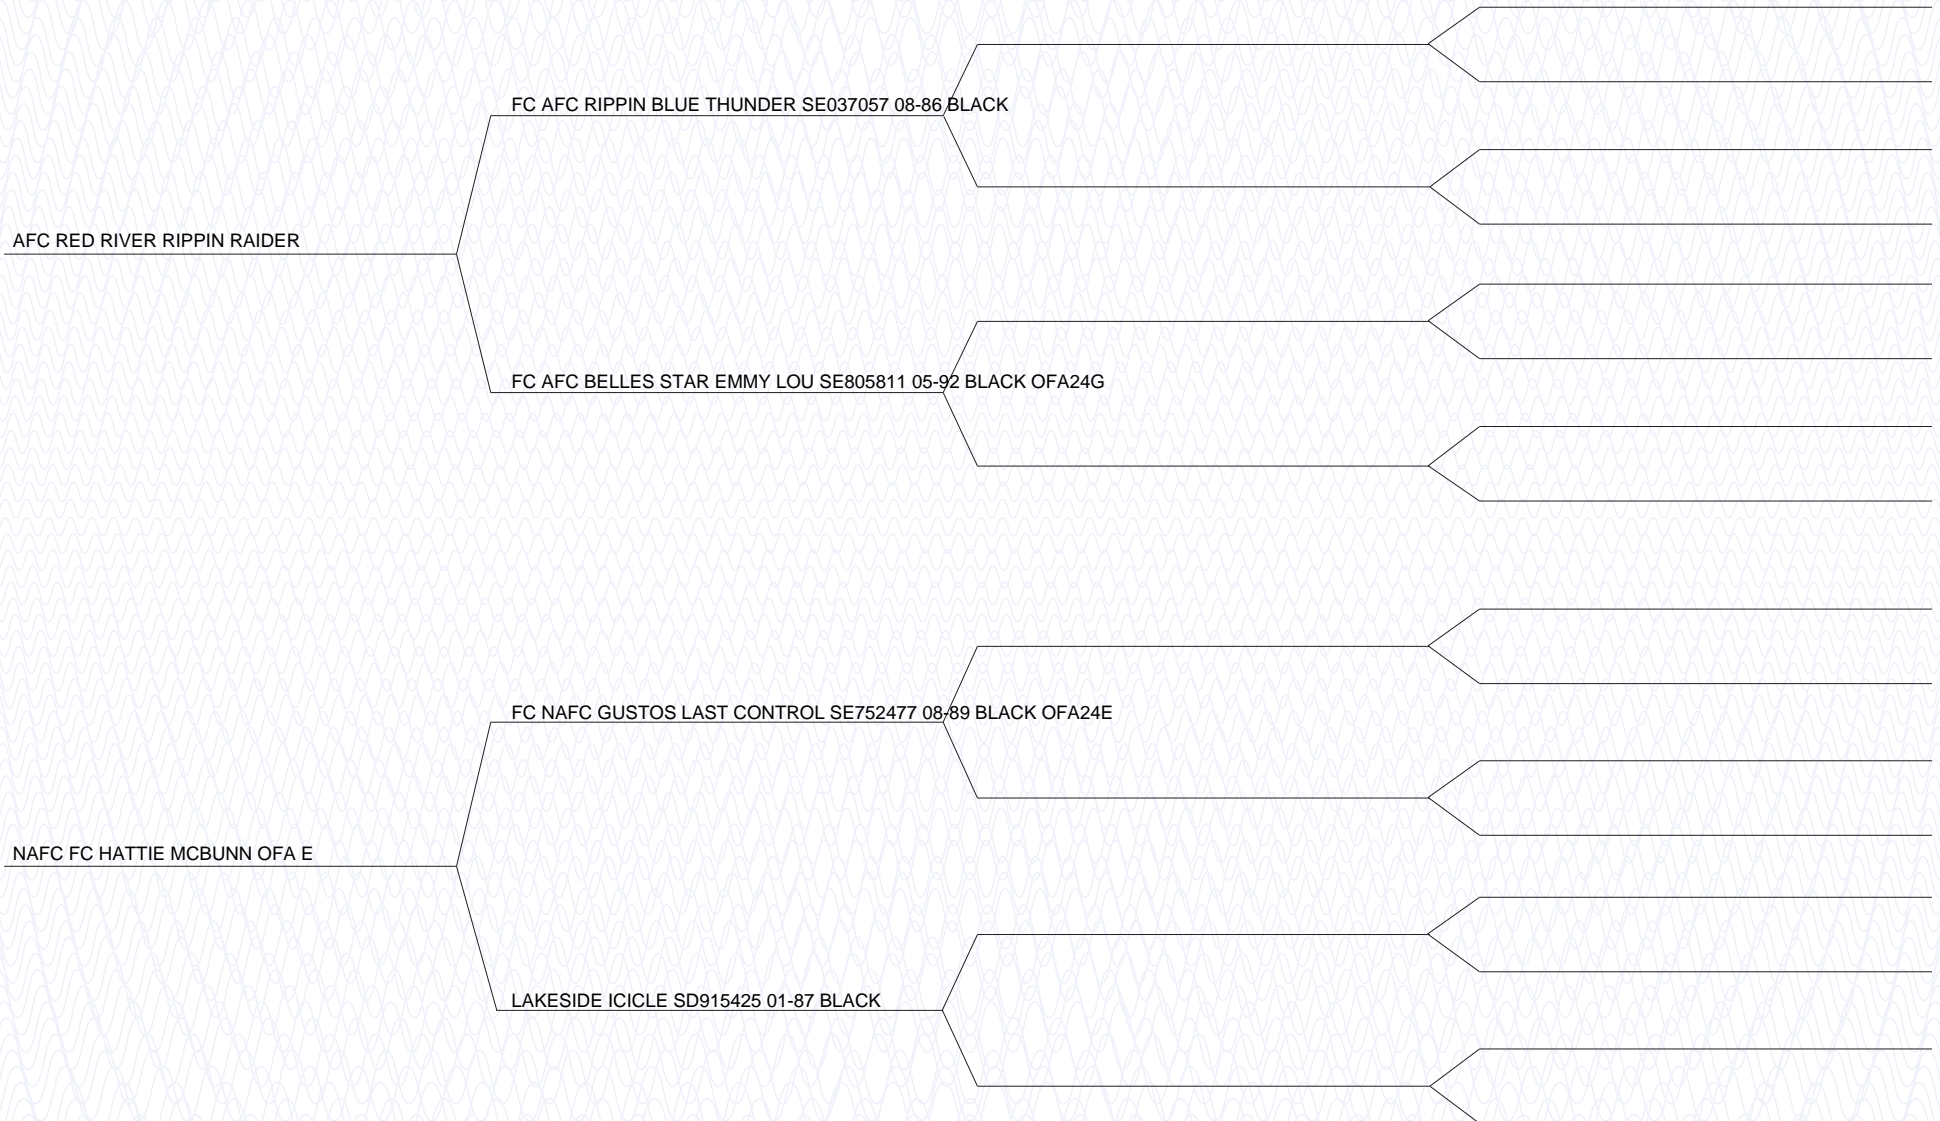 FC AFC RIPPIN BLUE THUNDER SE037057 08-86 BLACK
AFC RED RIVER RIPPIN RAIDER
FC AFC BELLES STAR EMMY LOU SE805811 05-92 BLACK OFA24G
FC NAFC GUSTOS LAST CONTROL SE752477 08-89 BLACK OFA24E
NAFC FC HATTIE MCBUNN OFA E
LAKESIDE ICICLE SD915425 01-87 BLACK